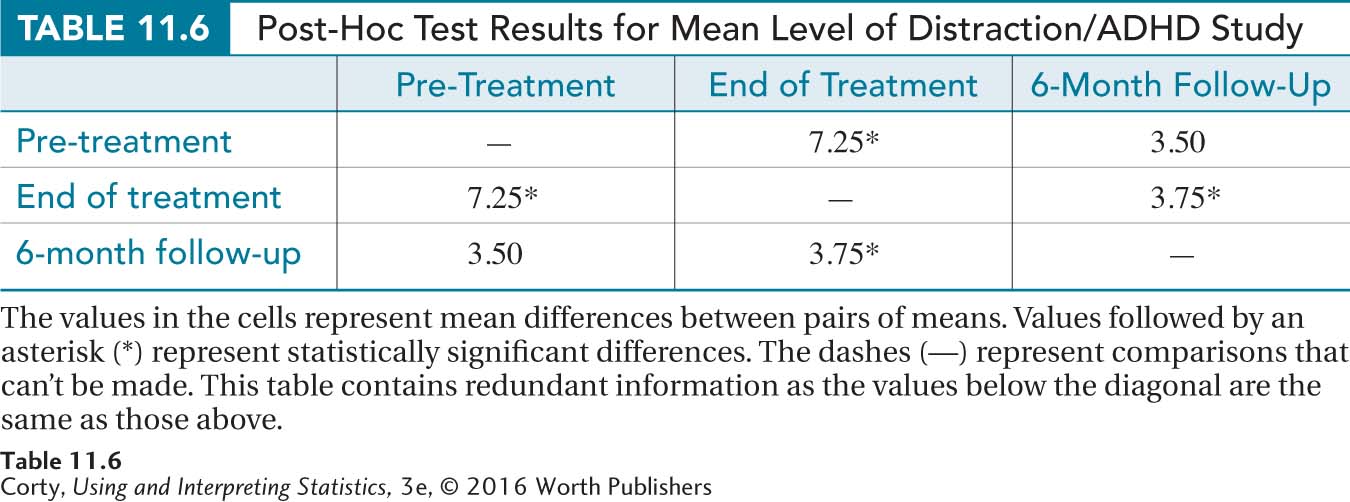 TABLE 11.6 Post-Hoc Test Results for Mean Level of Distraction/ADHD Study
Pre-Treatment End of Treatment 6-Month Follow-Up
Pre-treatment — 7.25* 3.50
End of treatment 7.25* — 3.75*
6-month follow-up 3.50 3.75* —
The values in the cells represent mean differences between pairs of means. Values followed by an
asterisk (*) represent statistically significant differences. The dashes (—) represent comparisons that
can’t be made. This table contains redundant information as the values below the diagonal are the
same as those above.
Table 11.6
Corty, Using and Interpreting Statistics, 3e, © 2016 Worth Publishers